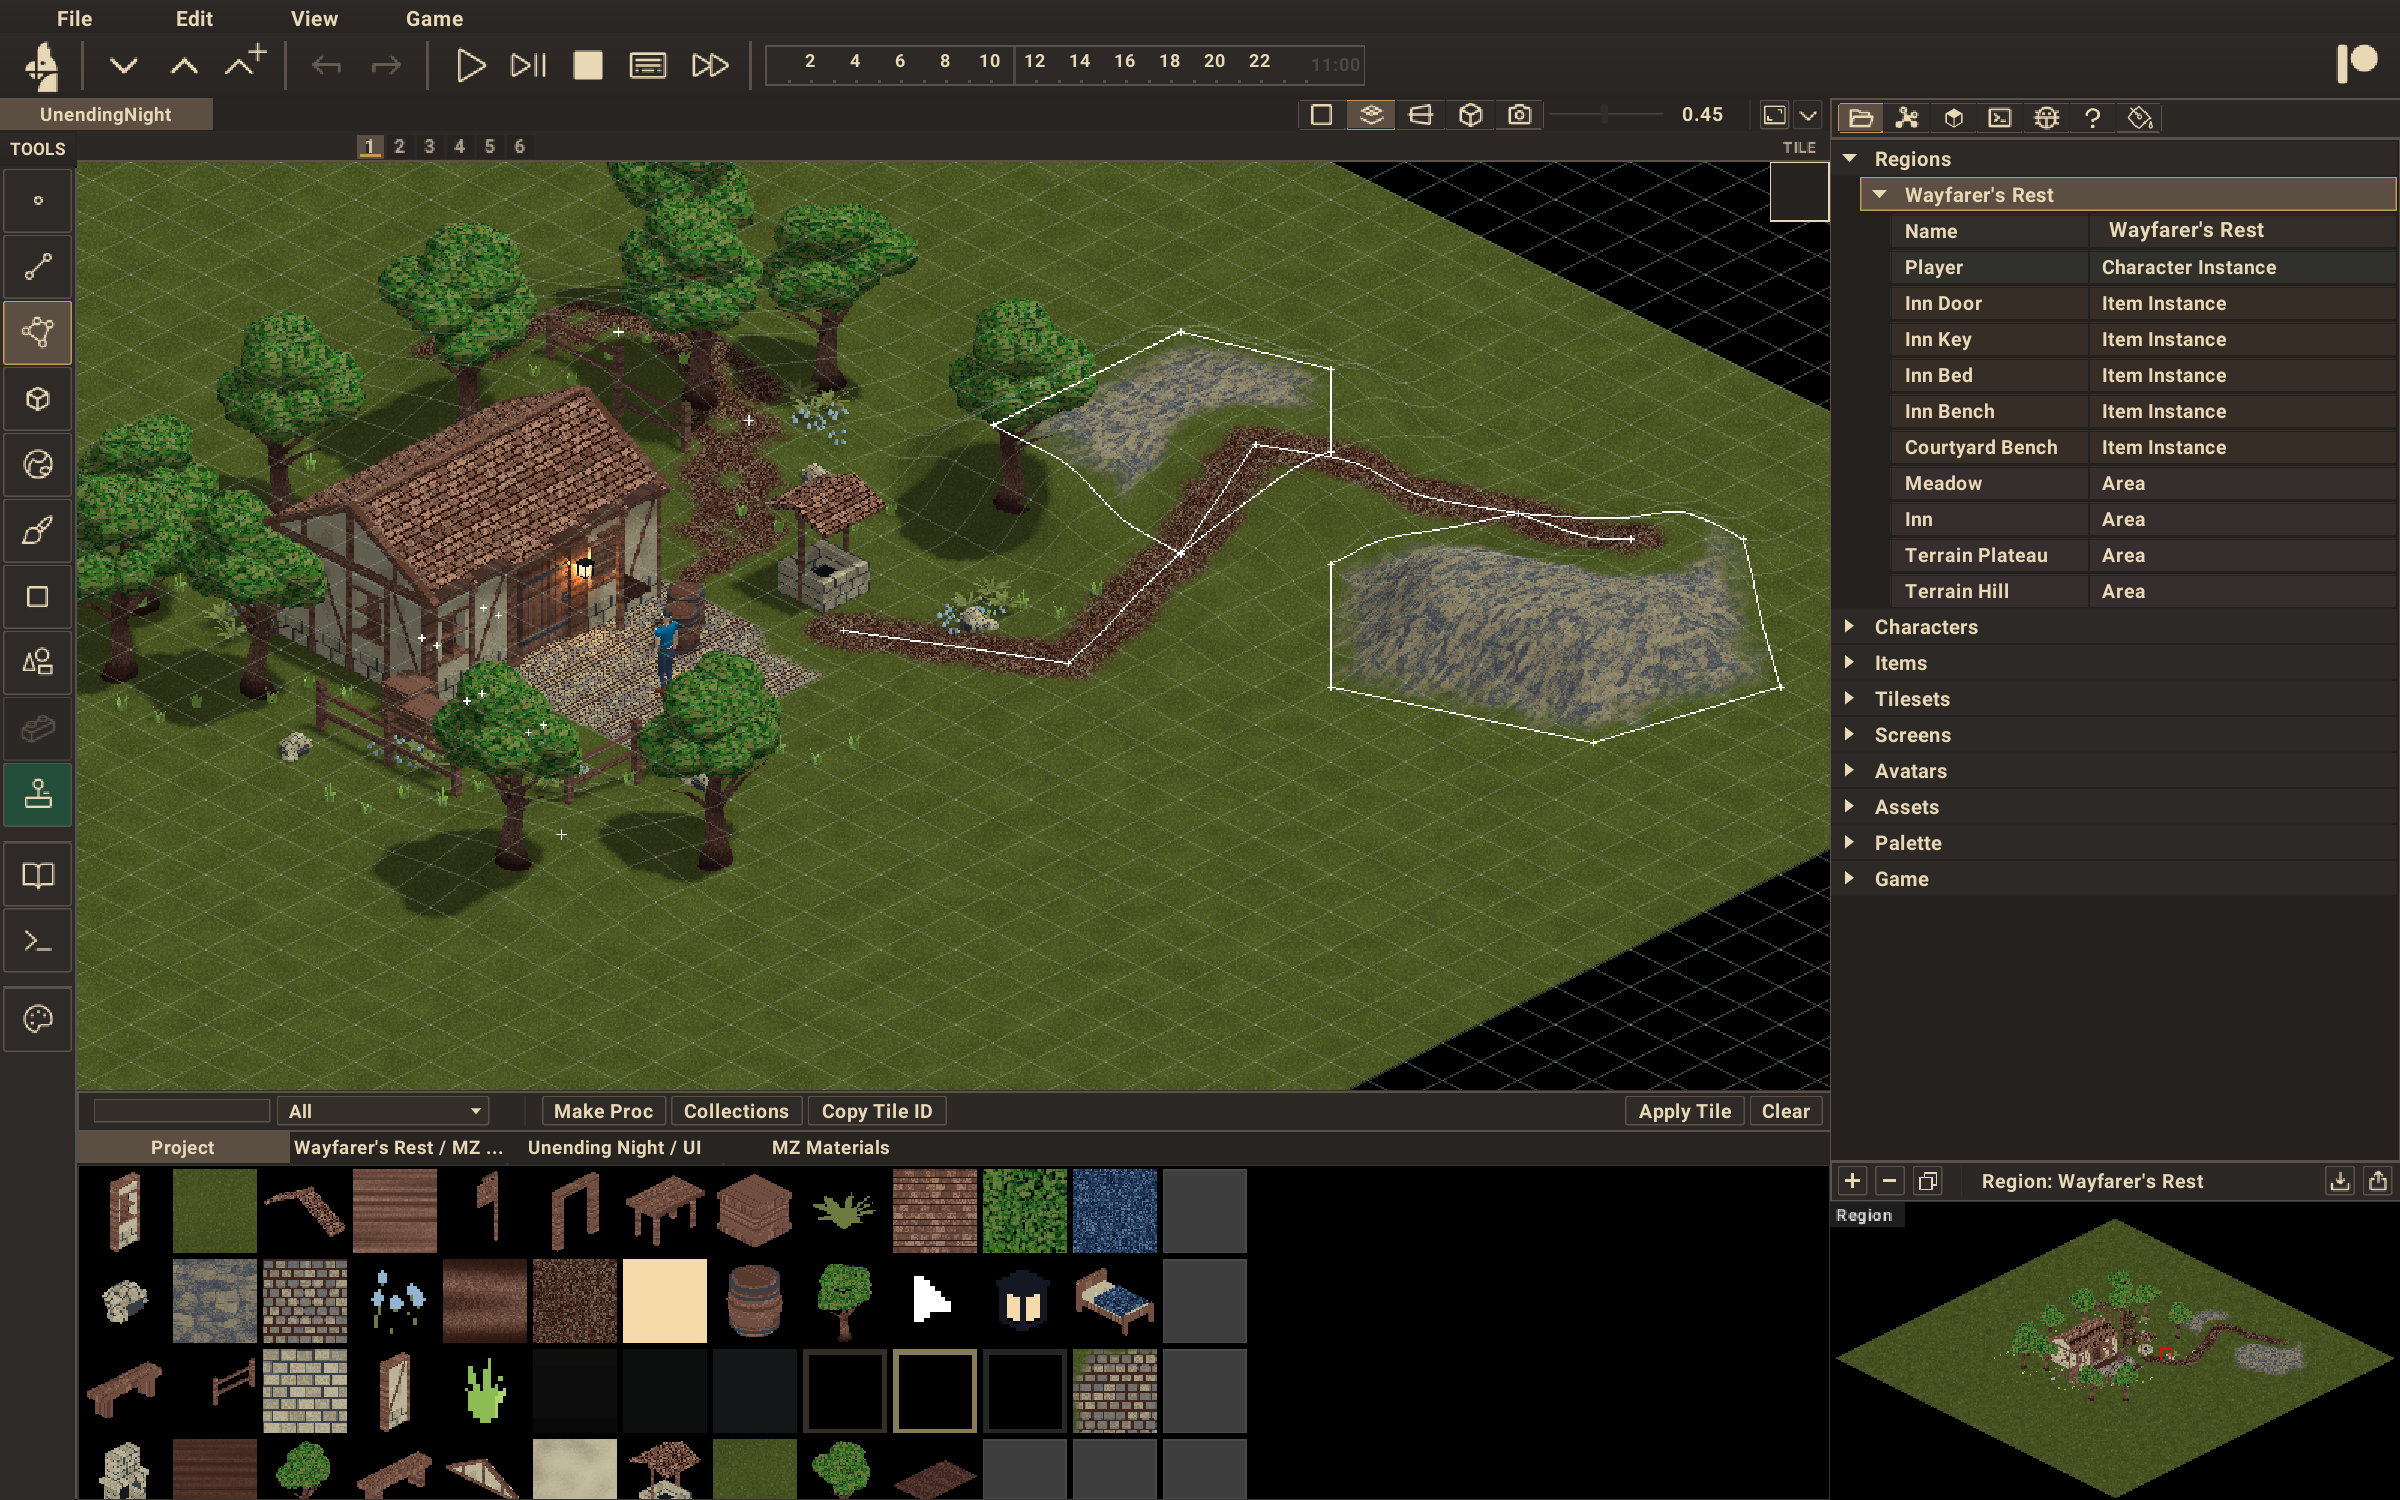 File Edit View Game
2 4 6 8 10 12 14 16 18 20 22 11:00
UnendingNight
0.45
TOOLS
1 2 3 4 5 6
TILE
Regions
Wayfarer's Rest
Name Wayfarer's Rest
Player Character Instance
Inn Door Item Instance
Inn Key Item Instance
Inn Bed Item Instance
Inn Bench Item Instance
Courtyard Bench Item Instance
Meadow Area
Inn Area
Terrain Plateau Area
Terrain Hill Area
Characters
Items
Tilesets
Screens
Avatars
Assets
Palette
Game
All Make Proc Collections Copy Tile ID Apply Tile Clear
Project Wayfarer's Rest / MZ ... Unending Night / UI MZ Materials
Region: Wayfarer's Rest
Region